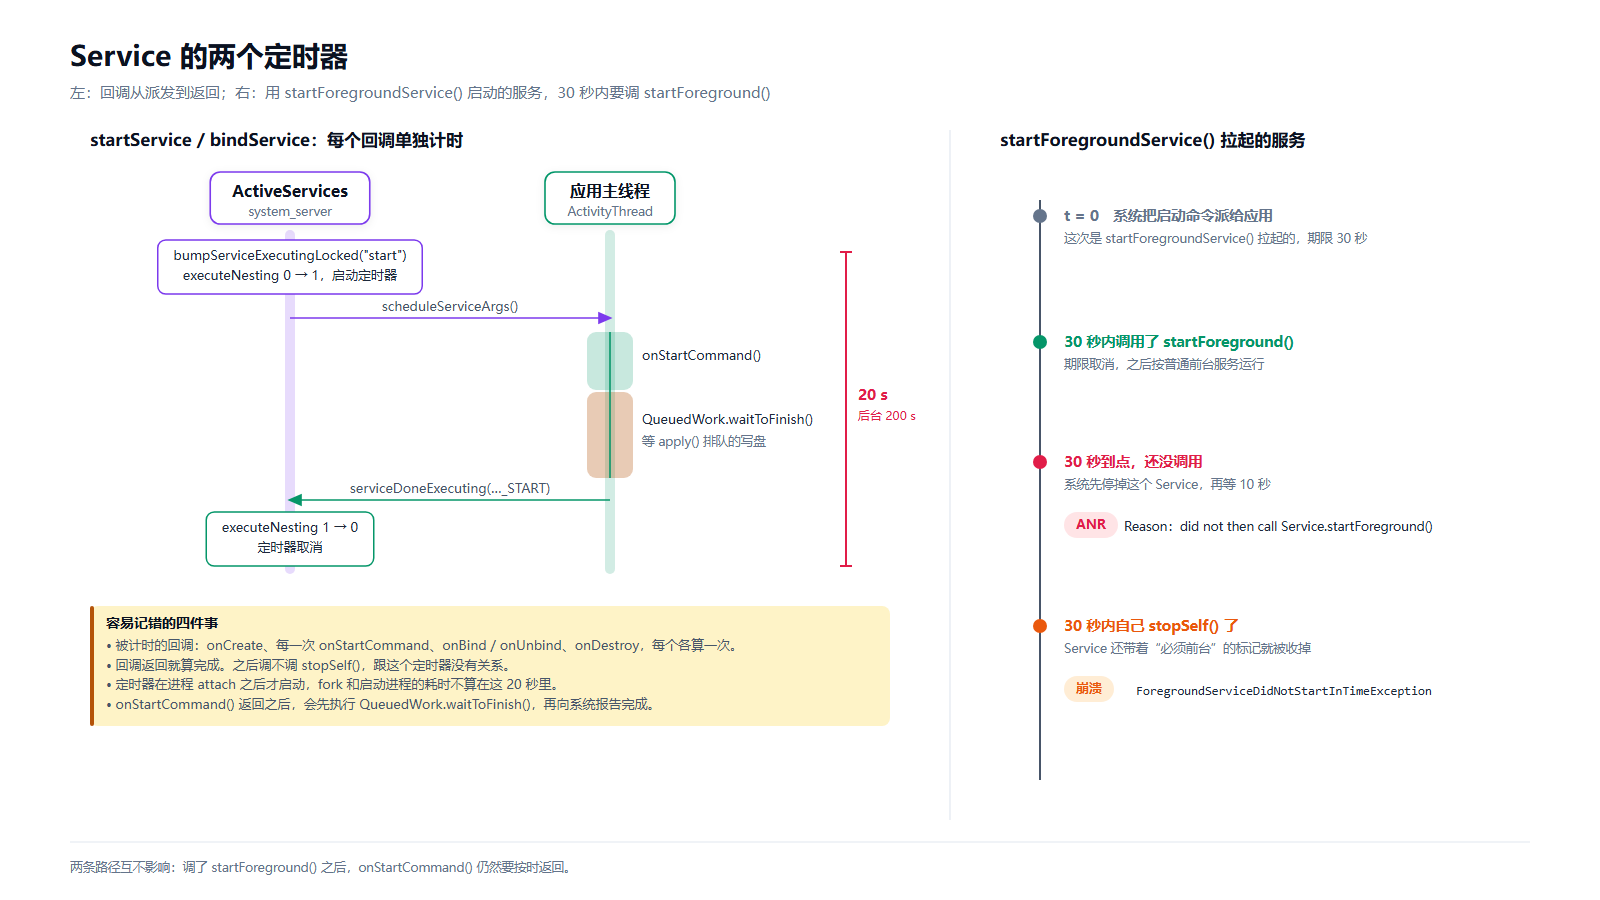 Service 的两个定时器
左：回调从派发到返回；右：用 startForegroundService() 启动的服务，30 秒内要调 startForeground()
startService / bindService：每个回调单独计时
ActiveServices
system_server
应用主线程
ActivityThread
bumpServiceExecutingLocked("start")
executeNesting 0 → 1，启动定时器
scheduleServiceArgs()
onStartCommand()
20 s
后台 200 s
QueuedWork.waitToFinish()
等 apply() 排队的写盘
serviceDoneExecuting(..._START)
executeNesting 1 → 0
定时器取消
容易记错的四件事
• 被计时的回调：onCreate、每一次 onStartCommand、onBind / onUnbind、onDestroy，每个各算一次。
• 回调返回就算完成。之后调不调 stopSelf()，跟这个定时器没有关系。
• 定时器在进程 attach 之后才启动，fork 和启动进程的耗时不算在这 20 秒里。
• onStartCommand() 返回之后，会先执行 QueuedWork.waitToFinish()，再向系统报告完成。
startForegroundService() 拉起的服务
t = 0 系统把启动命令派给应用
这次是 startForegroundService() 拉起的，期限 30 秒
30 秒内调用了 startForeground()
期限取消，之后按普通前台服务运行
30 秒到点，还没调用
系统先停掉这个 Service，再等 10 秒
ANR Reason：did not then call Service.startForeground()
30 秒内自己 stopSelf() 了
Service 还带着“必须前台”的标记就被收掉
崩溃 ForegroundServiceDidNotStartInTimeException
两条路径互不影响：调了 startForeground() 之后，onStartCommand() 仍然要按时返回。